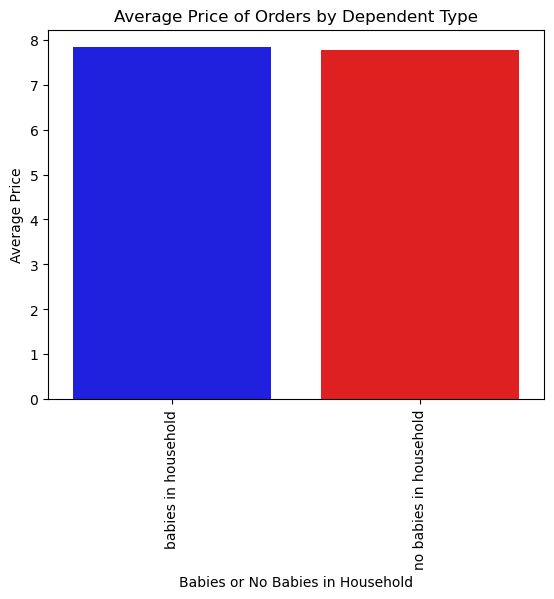 Average Price of Orders by Dependent Type
8
7
6
5
4
3
2
1
0
Average Price
babies in household
no babies in household
Babies or No Babies in Household